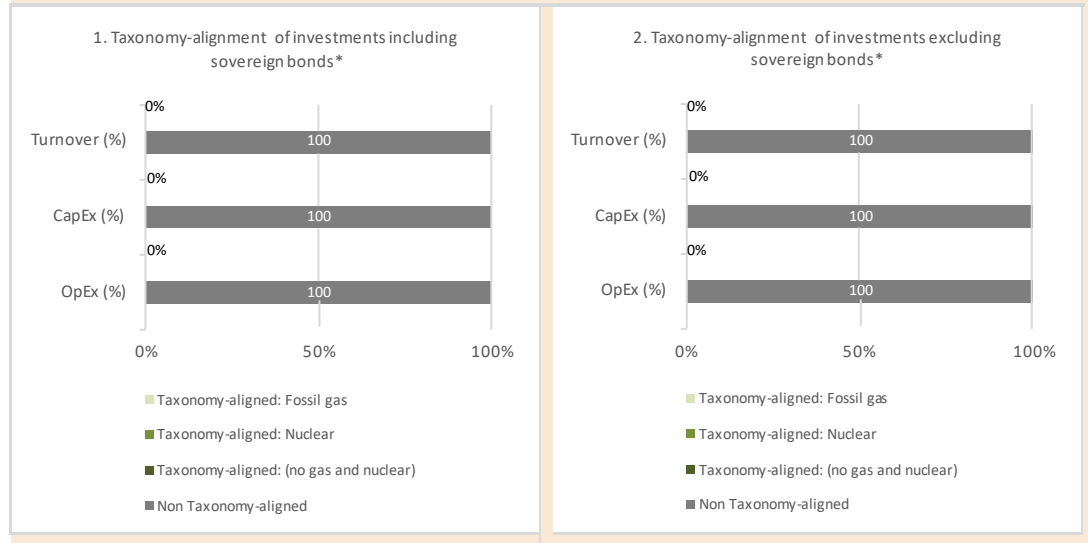 1. Taxonomy-alignment of investments including
sovereign bonds*
0%
Turnover (%)
100
0%
CapEx (%)
100
0%
OpEx (%)
100
0%
50%
100%
Taxonomy-aligned: Fossil gas
Taxonomy-aligned: Nuclear
Taxonomy-aligned: (no gas and nuclear)
Non Taxonomy-aligned
2. Taxonomy-alignment of investments excluding
sovereign bonds*
0%
Turnover (%)
100
0%
CapEx (%)
100
0%
OpEx (%)
100
0%
50%
100%
Taxonomy-aligned: Fossil gas
Taxonomy-aligned: Nuclear
Taxonomy-aligned: (no gas and nuclear)
Non Taxonomy-aligned